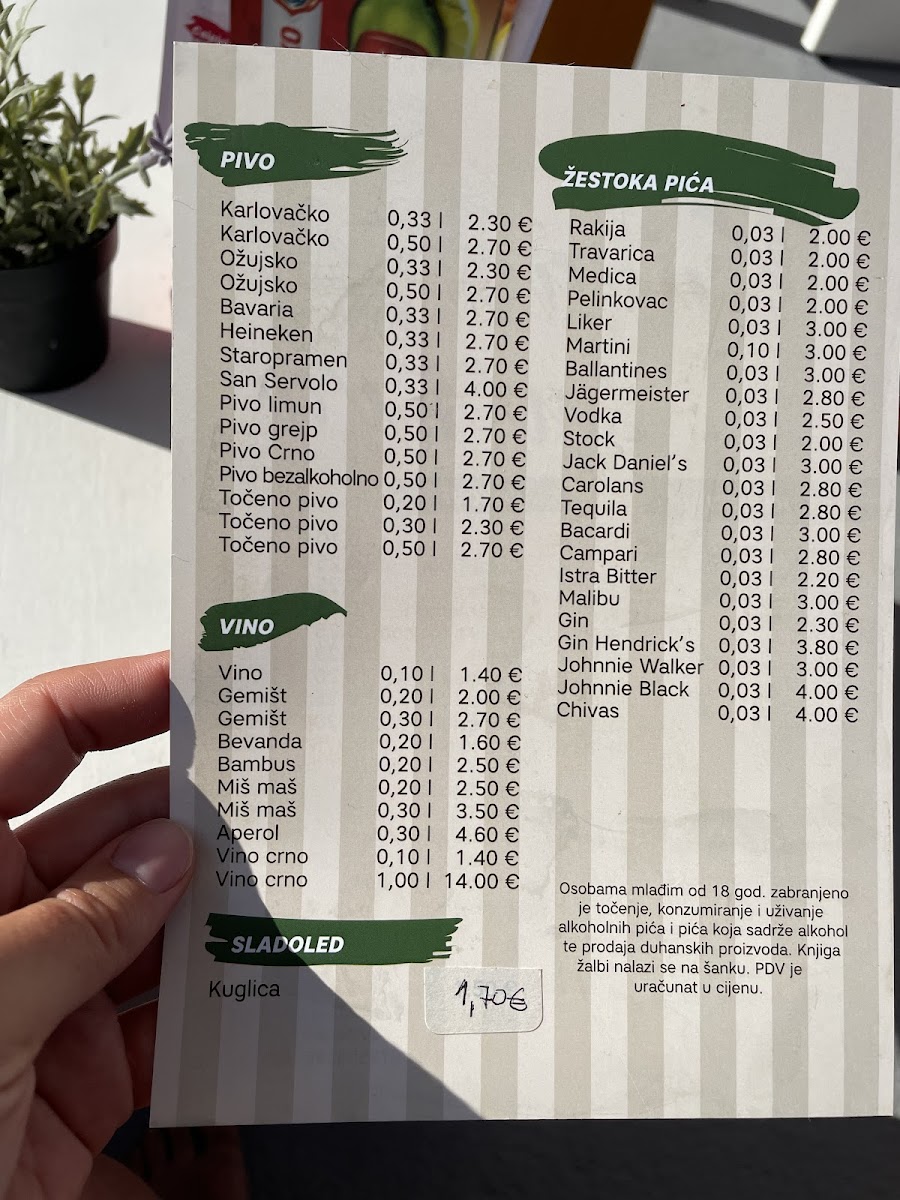 PIVO
Karlovačko 0,33 l 2.30 €
Karlovačko 0,50 l 2.70 €
Ožujsko 0,33 l 2.30 €
Ožujsko 0,50 l 2.70 €
Bavaria 0,33 l 2.70 €
Heineken 0,33 l 2.70 €
Staropramen 0,33 l 2.70 €
San Servolo 0,33 l 4.00 €
Pivo limun 0,50 l 2.70 €
Pivo grejp 0,50 l 2.70 €
Pivo Crno 0,50 l 2.70 €
Pivo bezalkoholno 0,50 l 2.70 €
Točeno pivo 0,20 l 1.70 €
Točeno pivo 0,30 l 2.30 €
Točeno pivo 0,50 l 2.70 €
VINO
Vino 0,10 l 1.40 €
Gemišt 0,20 l 2.00 €
Gemišt 0,30 l 2.70 €
Bevanda 0,20 l 1.60 €
Bambus 0,20 l 2.50 €
Miš maš 0,20 l 2.50 €
Miš maš 0,30 l 3.50 €
Aperol 0,30 l 4.60 €
Vino crno 0,10 l 1.40 €
Vino crno 1,00 l 14.00 €
SLADOLED
Kuglica 1,70€
ŽESTOKA PIĆA
Rakija 0,03 l 2.00 €
Travarica 0,03 l 2.00 €
Medica 0,03 l 2.00 €
Pelinkovac 0,03 l 2.00 €
Liker 0,03 l 3.00 €
Martini 0,10 l 3.00 €
Ballantines 0,03 l 3.00 €
Jägermeister 0,03 l 2.80 €
Vodka 0,03 l 2.50 €
Stock 0,03 l 2.00 €
Jack Daniel's 0,03 l 3.00 €
Carolans 0,03 l 2.80 €
Tequila 0,03 l 2.80 €
Bacardi 0,03 l 3.00 €
Campari 0,03 l 2.80 €
Istra Bitter 0,03 l 2.20 €
Malibu 0,03 l 3.00 €
Gin 0,03 l 2.30 €
Gin Hendrick's 0,03 l 3.80 €
Johnnie Walker 0,03 l 3.00 €
Johnnie Black 0,03 l 4.00 €
Chivas 0,03 l 4.00 €
Osobama mlađim od 18 god. zabranjeno
je točenje, konzumiranje i uživanje
alkoholnih pića i pića koja sadrže alkohol
te prodaja duhanskih proizvoda. Knjiga
žalbi nalazi se na šanku. PDV je
uračunat u cijenu.